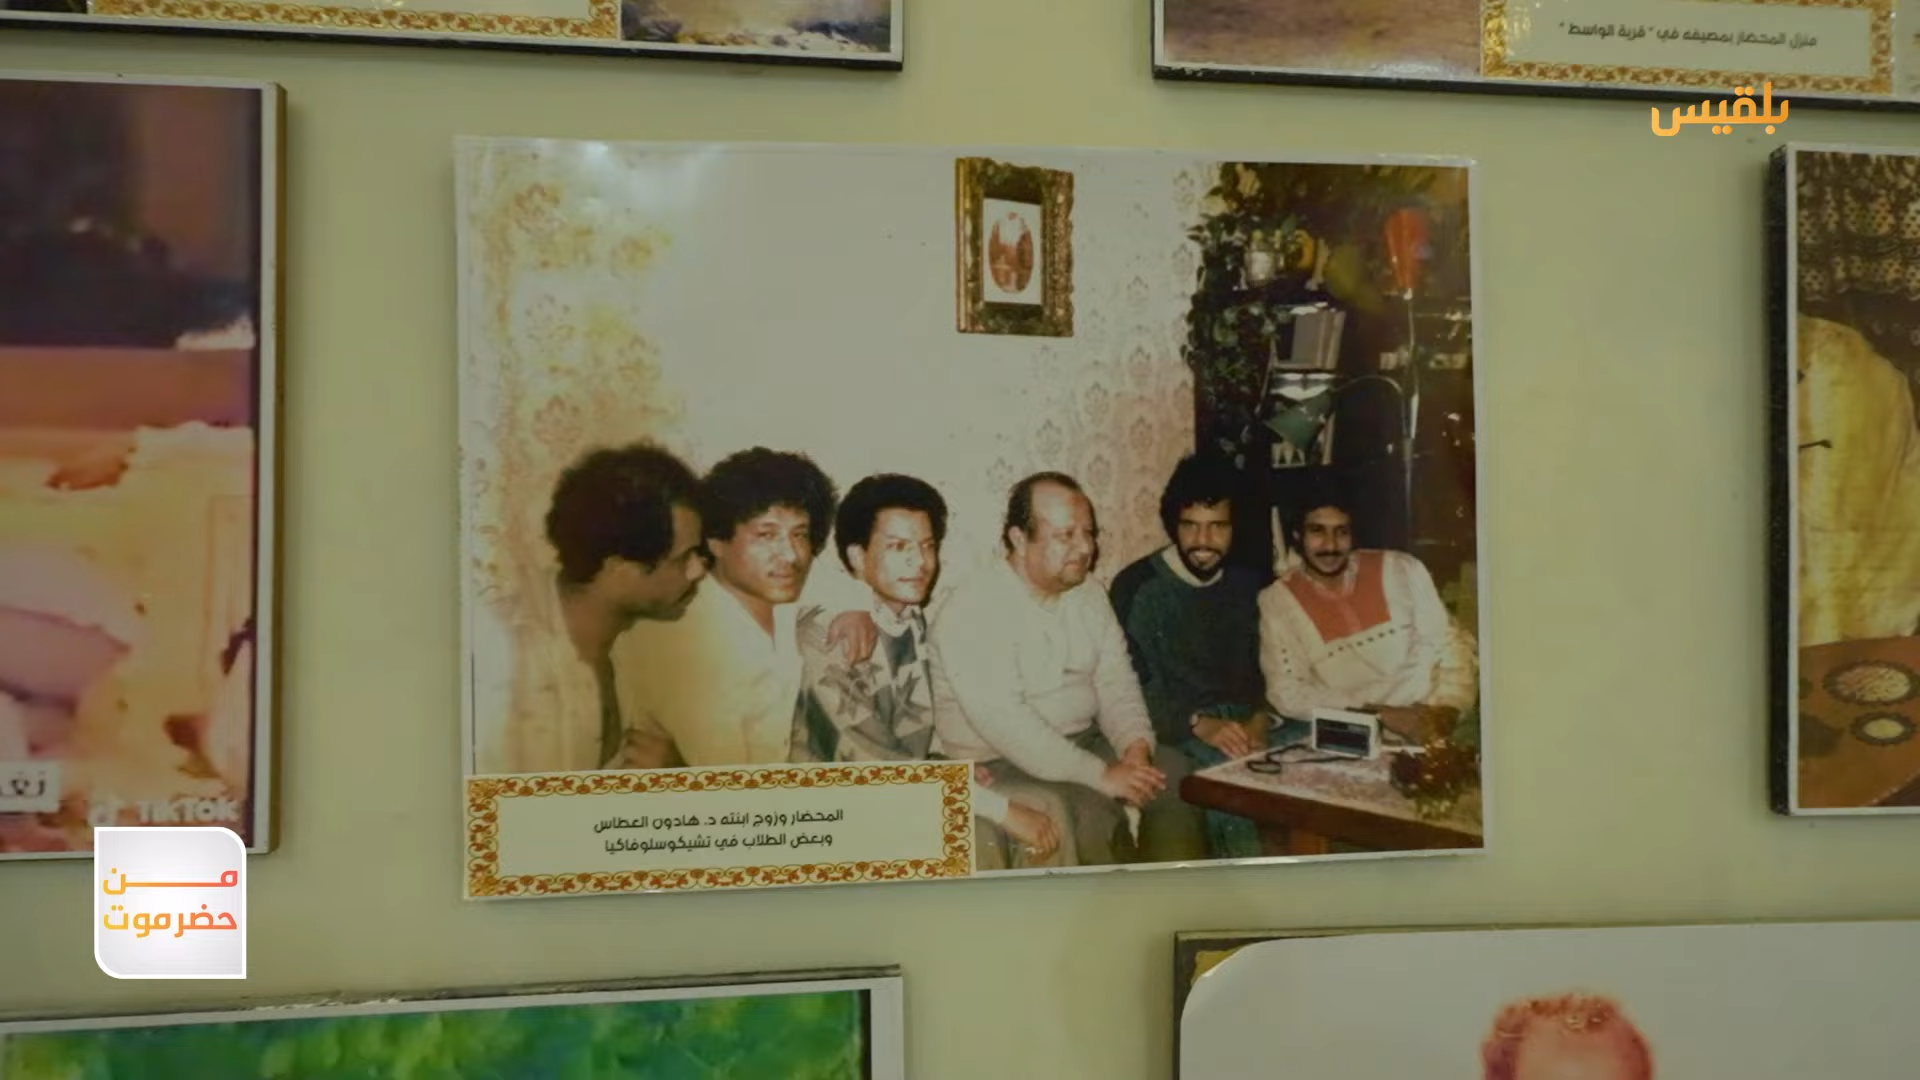 منزل المحضار بمصيفه في " قرية الواسط "
بلقيس
المحضار وزوج ابنته د. هادون العطاس
وبعض الطلاب في تشيكوسلوفاكيا
TikTok
من
حضرموت